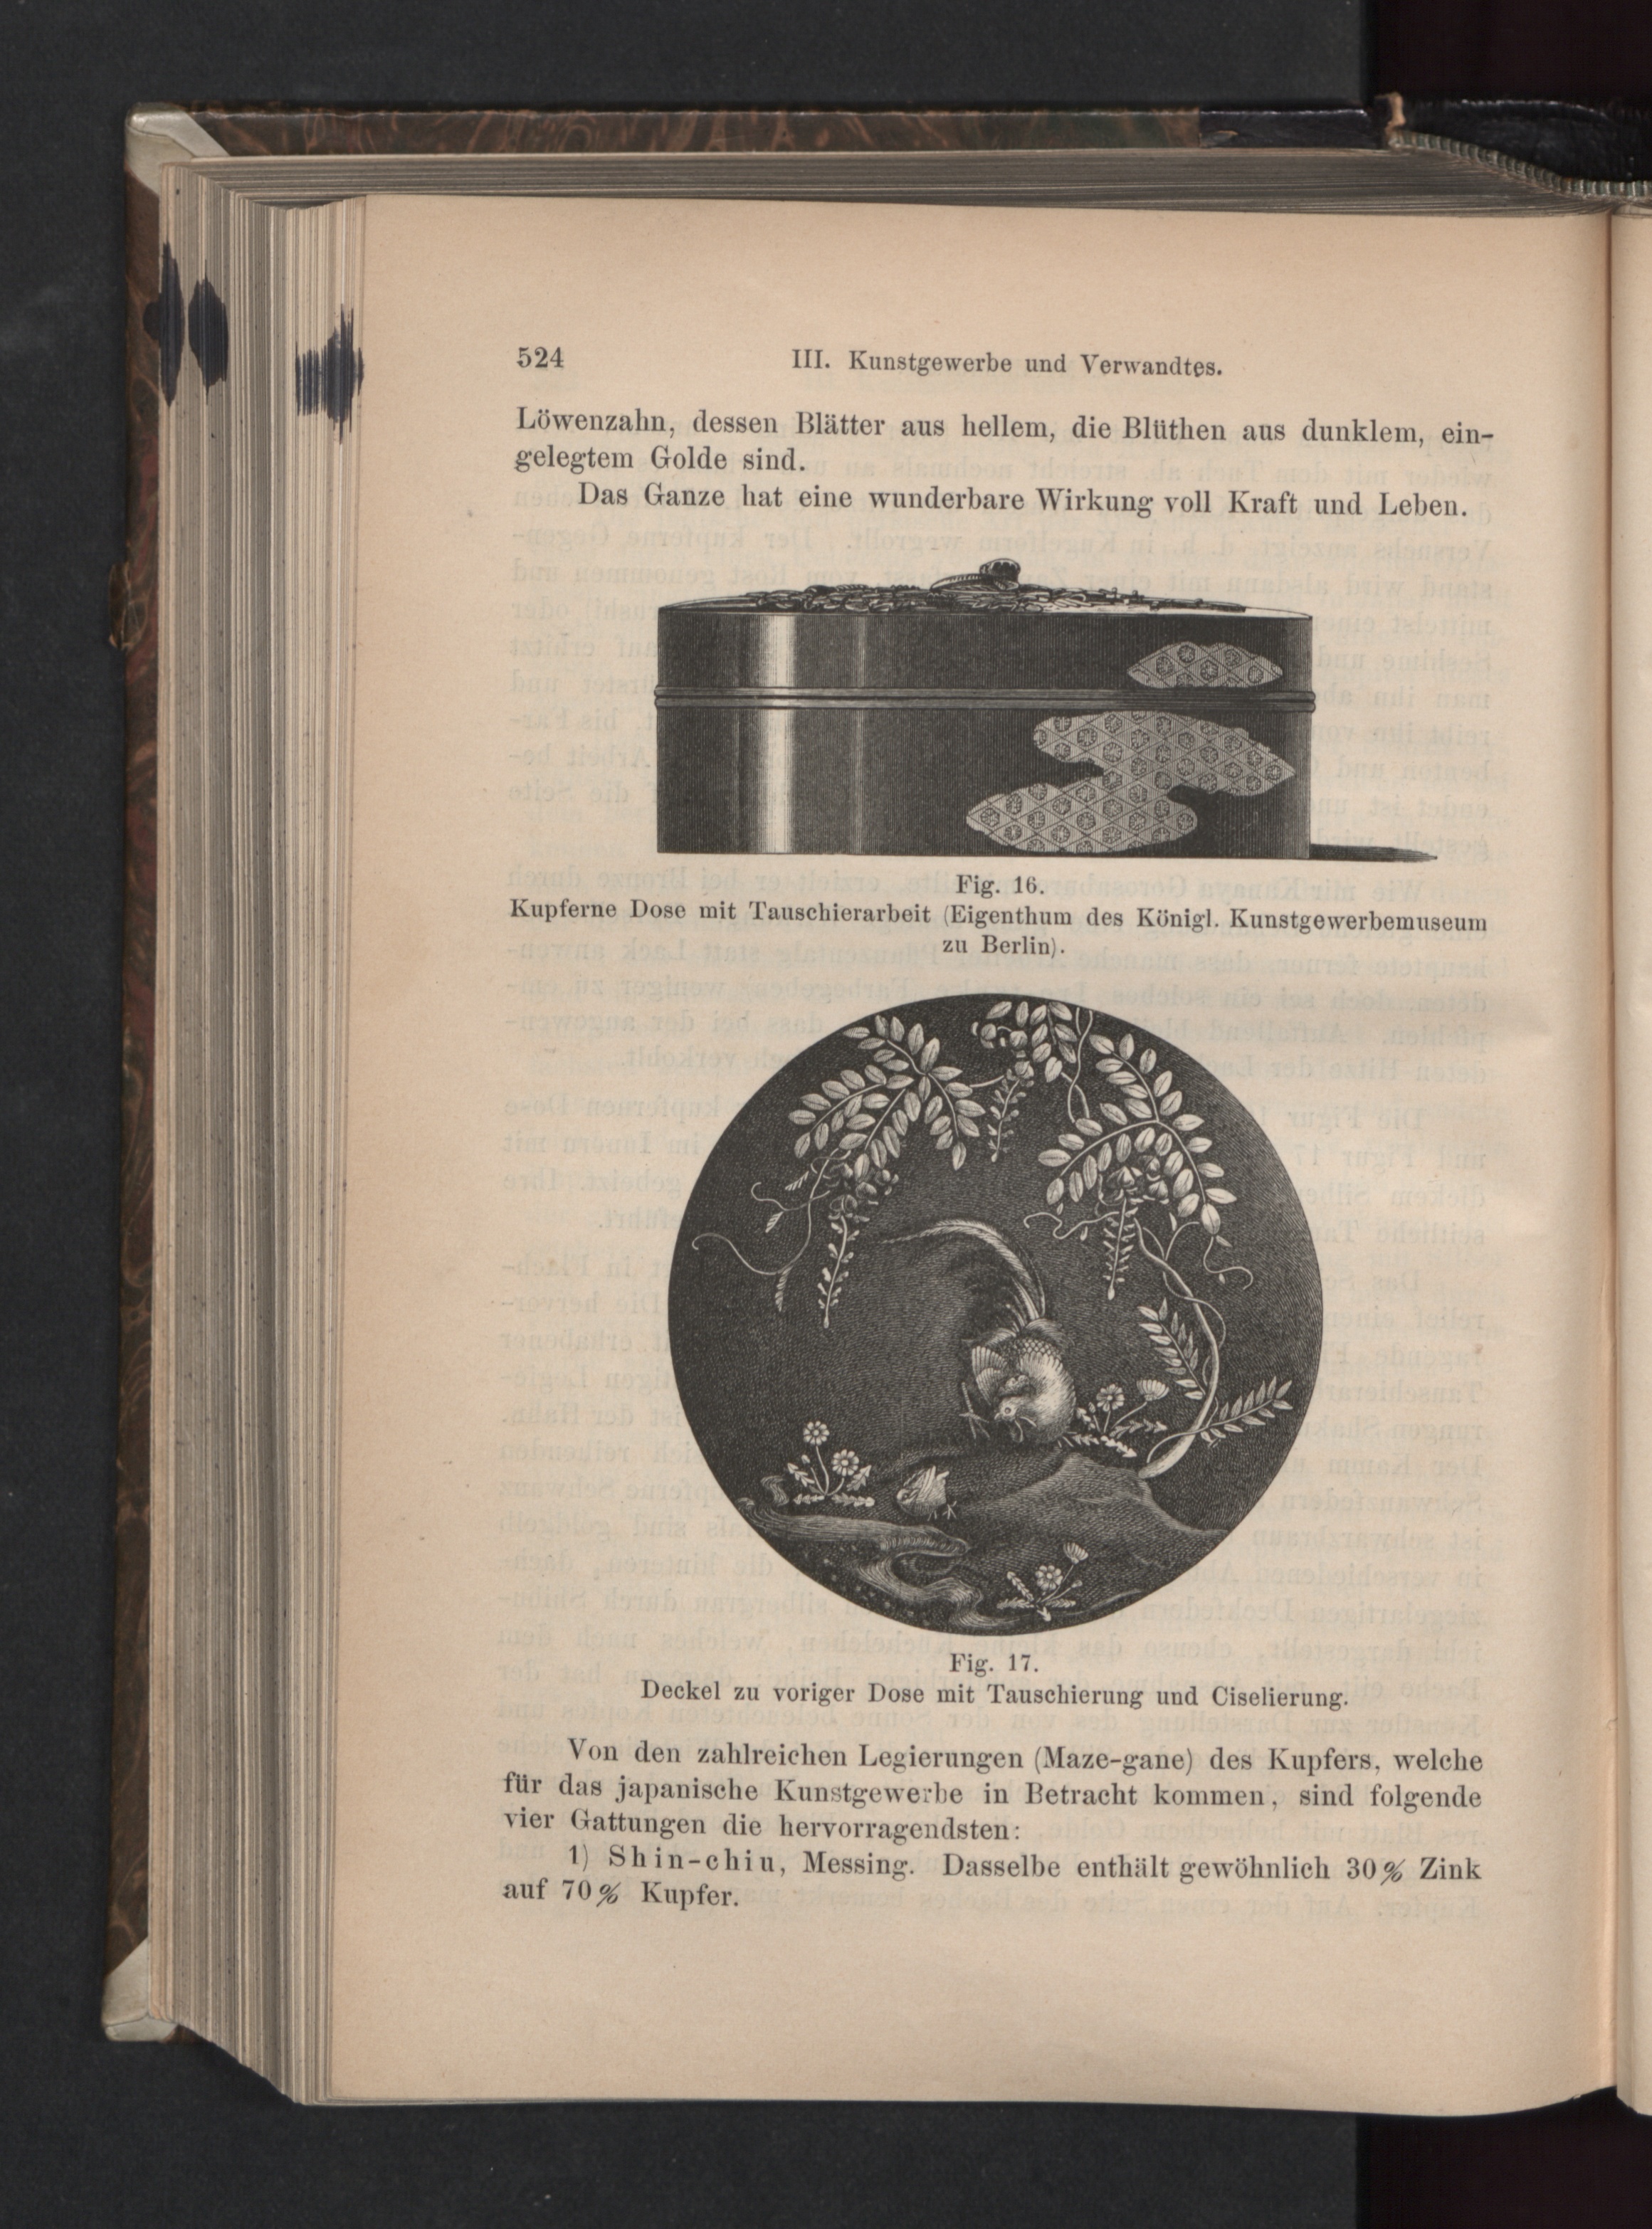 524
III. Kunstgewerbe und Verwandtes.
Löwenzahn, dessen Blätter aus hellem, die Blüthen aus dunklem, ein-
gelegtem Golde sind.
Das Ganze hat eine wunderbare Wirkung voll Kraft und Leben.
Fig. 16.
Kupferne Dose mit Tauschierarbeit (Eigenthum des Königl. Kunstgewerbemuseum
zu Berlin).
Fig. 17.
Deckel zu voriger Dose mit Tauschierung und Ciselierung.
Von den zahlreichen Legierungen (Maze-gane) des Kupfers, welche
für das japanische Kunstgewerbe in Betracht kommen, sind folgende
vier Gattungen die hervorragendsten:
1) Shin-chiu, Messing. Dasselbe enthält gewöhnlich 30% Zink
auf 70% Kupfer.